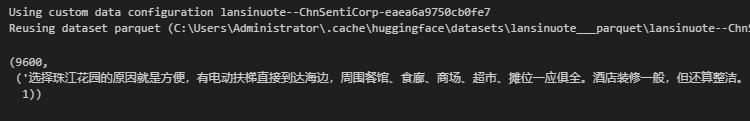 Using custom data configuration lansinuote--ChnSentiCorp-eaea6a9750cb0fe7
Reusing dataset parquet (C:\Users\Administrator\.cache\huggingface\datasets\lansinuote___parquet\lansinuote--ChnS
(9600,
('选择珠江花园的原因就是方便，有电动扶梯直接到达海边，周围餐馆、食廊、商场、超市、摊位一应俱全。酒店装修一般，但还算整洁。
1))